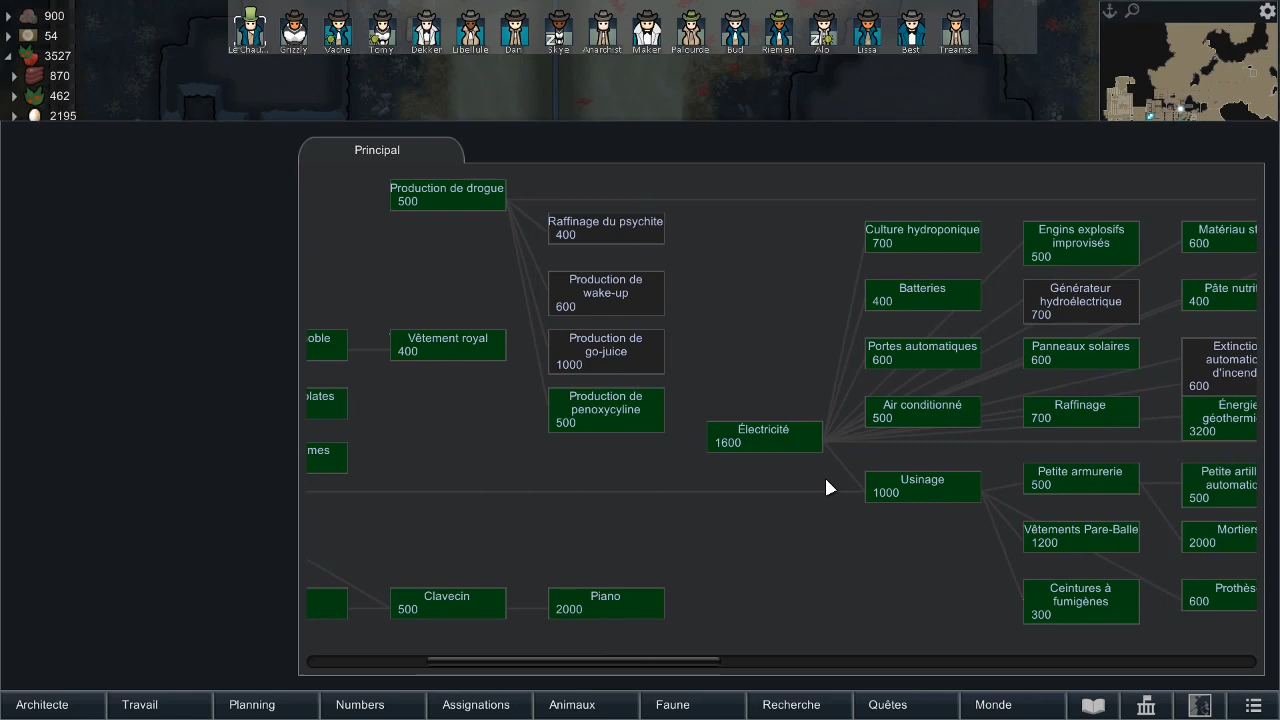 900
54
3527
870
462
2195
Le Chau...
Grizzly
Vache
Tomy
Dekker
Libellule
Dan
Skye
Anarchist
Maker
Palourde
Bud
Riemen
Alo
Lissa
Best
Treants
Principal
Production de drogue
500
Raffinage du psychite
400
Production de
wake-up
600
Production de
go-juice
1000
Production de
penoxycyline
500
oble
Vêtement royal
400
plates
mes
Électricité
1600
Culture hydroponique
700
Batteries
400
Portes automatiques
600
Air conditionné
500
Usinage
1000
Engins explosifs
improvisés
500
Générateur
hydroélectrique
700
Panneaux solaires
600
Raffinage
700
Petite armurerie
500
Vêtements Pare-Balle
1200
Ceintures à
fumigènes
300
Matériau st
600
Pâte nutrit
400
Extinctio
automatic
d'incend
600
Énergie
géothermi
3200
Petite artill
automatic
500
Mortiers
2000
Prothès
600
Clavecin
500
Piano
2000
Architecte
Travail
Planning
Numbers
Assignations
Animaux
Faune
Recherche
Quêtes
Monde